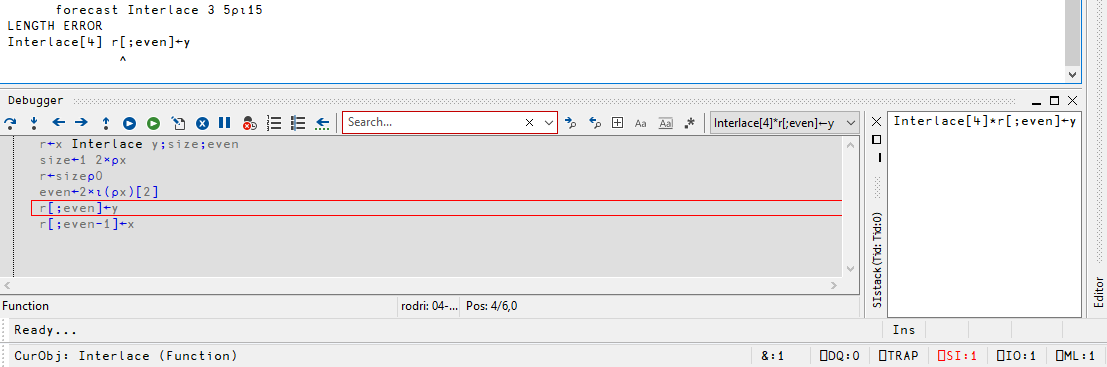 forecast Interlace 3 5⍴⍳15
LENGTH ERROR
Interlace[4] r[;even]←y
^
Debugger
Search...
Interlace[4]*r[;even]←y
r←x Interlace y;size;even
size←1 2×⍴x
r←size⍴0
even←2×⍳(⍴x)[2]
r[;even]←y
r[;even-1]←x
Interlace[4]*r[;even]←y
SIstack(Tid: Tid:0)
Editor
Function
rodri: 04-...
Pos: 4/6,0
Ready...
Ins
CurObj: Interlace (Function)
&:1
⎕DQ:0
⎕TRAP
⎕SI:1
⎕IO:1
⎕ML:1